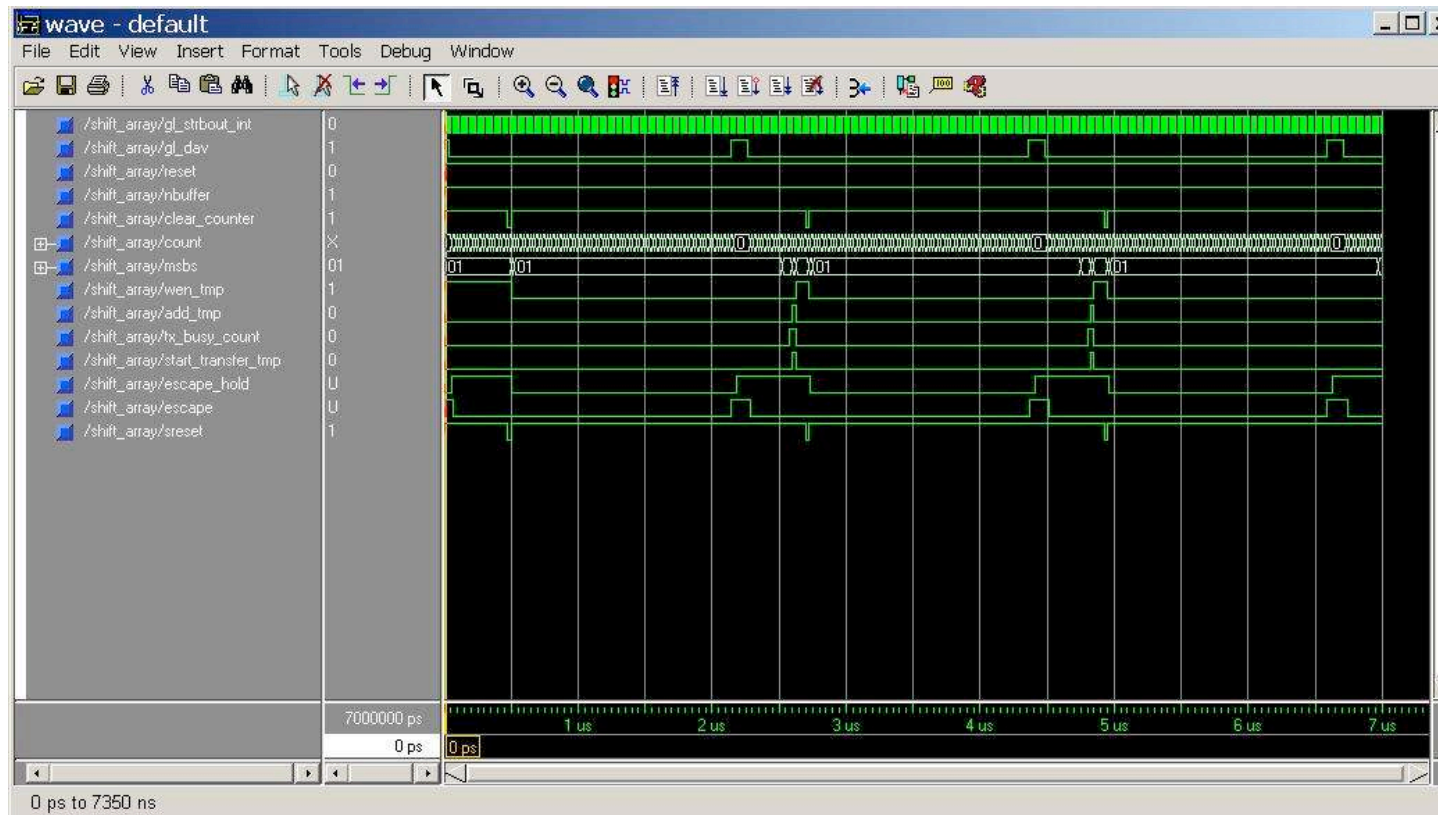 wave - default
File Edit View Insert Format Tools Debug Window
/shift_array/gl_strbout_int 0
/shift_array/gl_dav 1
/shift_array/reset 0
/shift_array/nbuffer 1
/shift_array/clear_counter 1
/shift_array/count X 0 0 0
/shift_array/msbs 01 01 01 01 01
/shift_array/wen_tmp 1
/shift_array/add_tmp 0
/shift_array/tx_busy_count 0
/shift_array/start_transfer_tmp 0
/shift_array/escape_hold U
/shift_array/escape U
/shift_array/sreset 1
7000000 ps
1 us 2 us 3 us 4 us 5 us 6 us 7 us
0 ps 0 ps
0 ps to 7350 ns